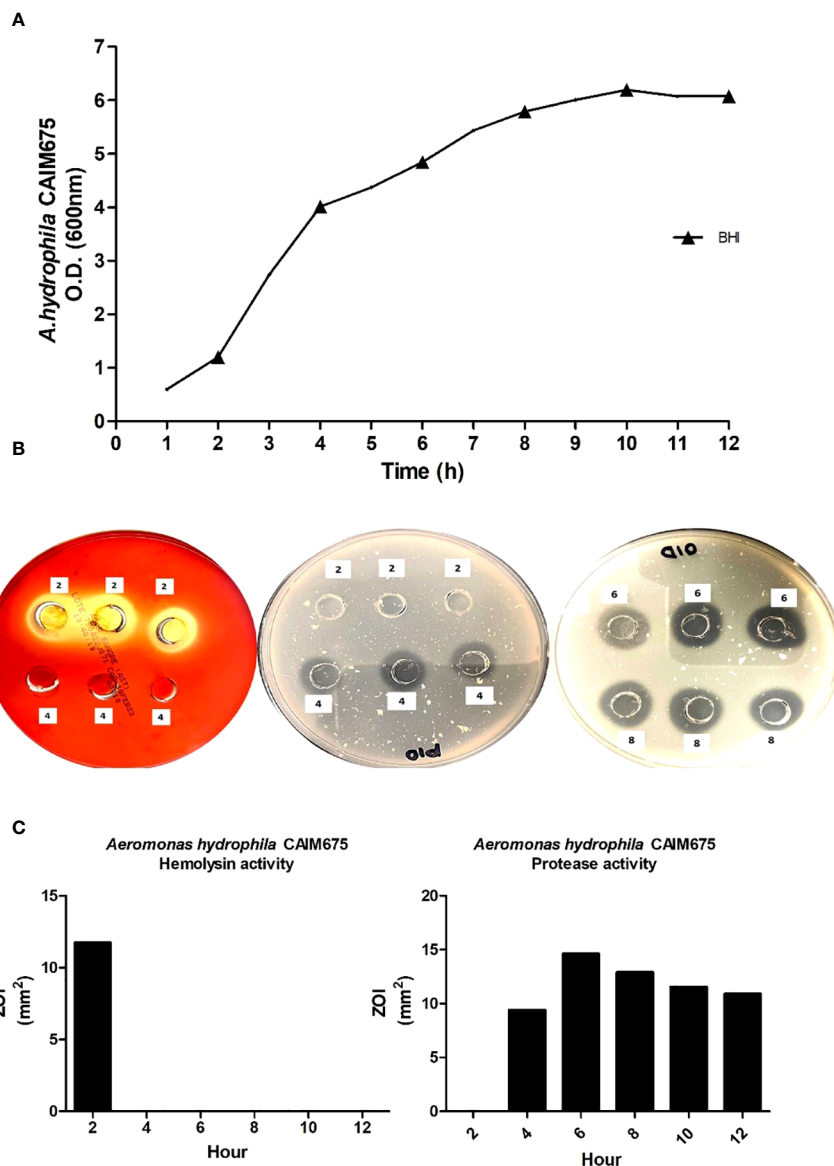 A
7
6
5
4
3
2
1
0
A.hydrophila CAIM675
O.D. (600nm)
BHI
0 1 2 3 4 5 6 7 8 9 10 11 12
Time (h)
B
2 2 2
4 4 4
2 2 2
4 4 4
D10
D10
6 6 6
8 8 8
C
Aeromonas hydrophila CAIM675
Hemolysin activity
15
10
5
0
ZOI
(mm²)
2 4 6 8 10 12
Hour
Aeromonas hydrophila CAIM675
Protease activity
20
15
10
5
0
ZOI
(mm²)
2 4 6 8 10 12
Hour